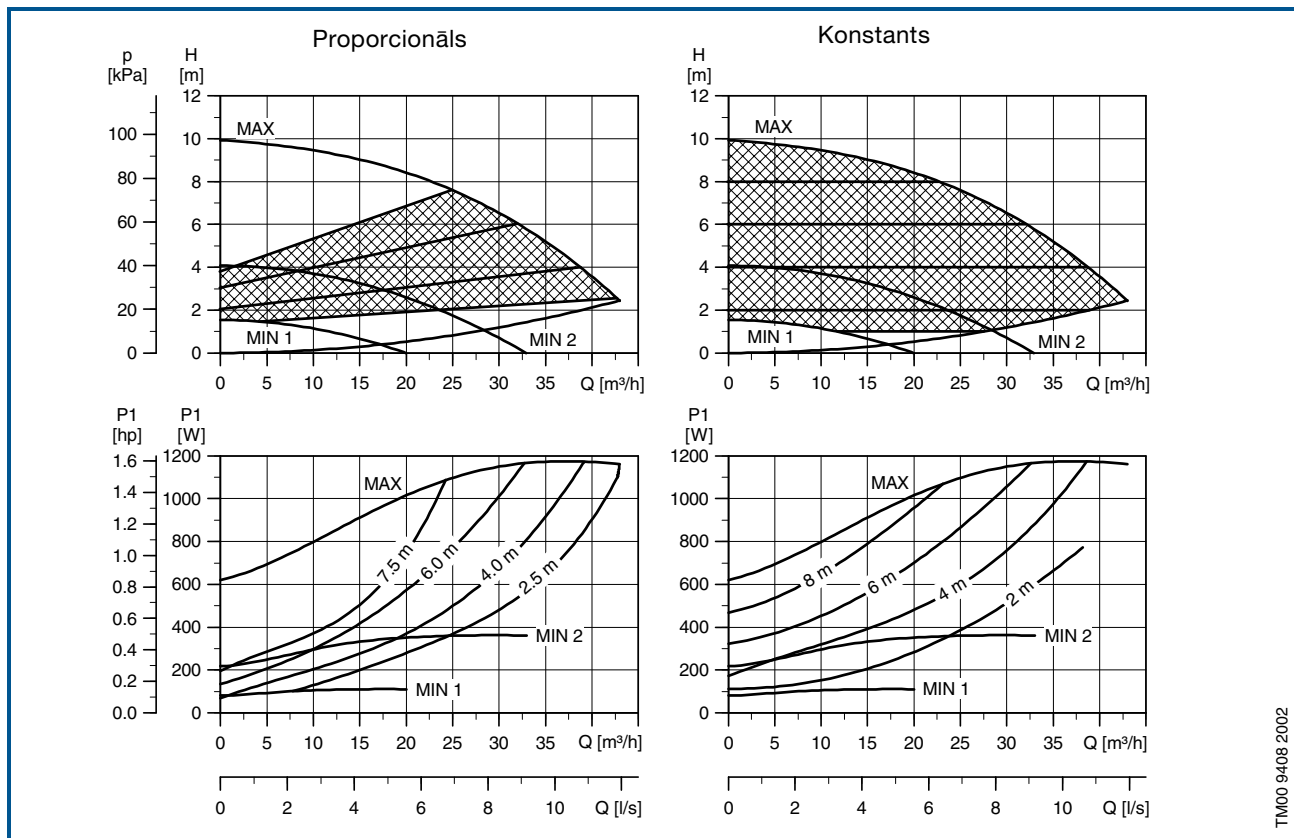 Proporcionāls
Konstants
p
[kPa]
H
[m]
H
[m]
12
10
8
6
4
2
0
100
80
60
40
20
0
MAX
MIN 1
MIN 2
0 5 10 15 20 25 30 35 Q [m³/h]
12
10
8
6
4
2
0
MAX
MIN 1
MIN 2
0 5 10 15 20 25 30 35 Q [m³/h]
P1
[hp]
P1
[W]
1.6
1.4
1.2
1.0
0.8
0.6
0.4
0.2
0.0
1200
1000
800
600
400
200
0
MAX
7.5 m
6.0 m
4.0 m
2.5 m
MIN 2
MIN 1
0 5 10 15 20 25 30 35 Q [m³/h]
0 2 4 6 8 10 Q [l/s]
P1
[W]
1200
1000
800
600
400
200
0
MAX
8 m
6 m
4 m
2 m
MIN 2
MIN 1
0 5 10 15 20 25 30 35 Q [m³/h]
0 2 4 6 8 10 Q [l/s]
TM00 9408 2002